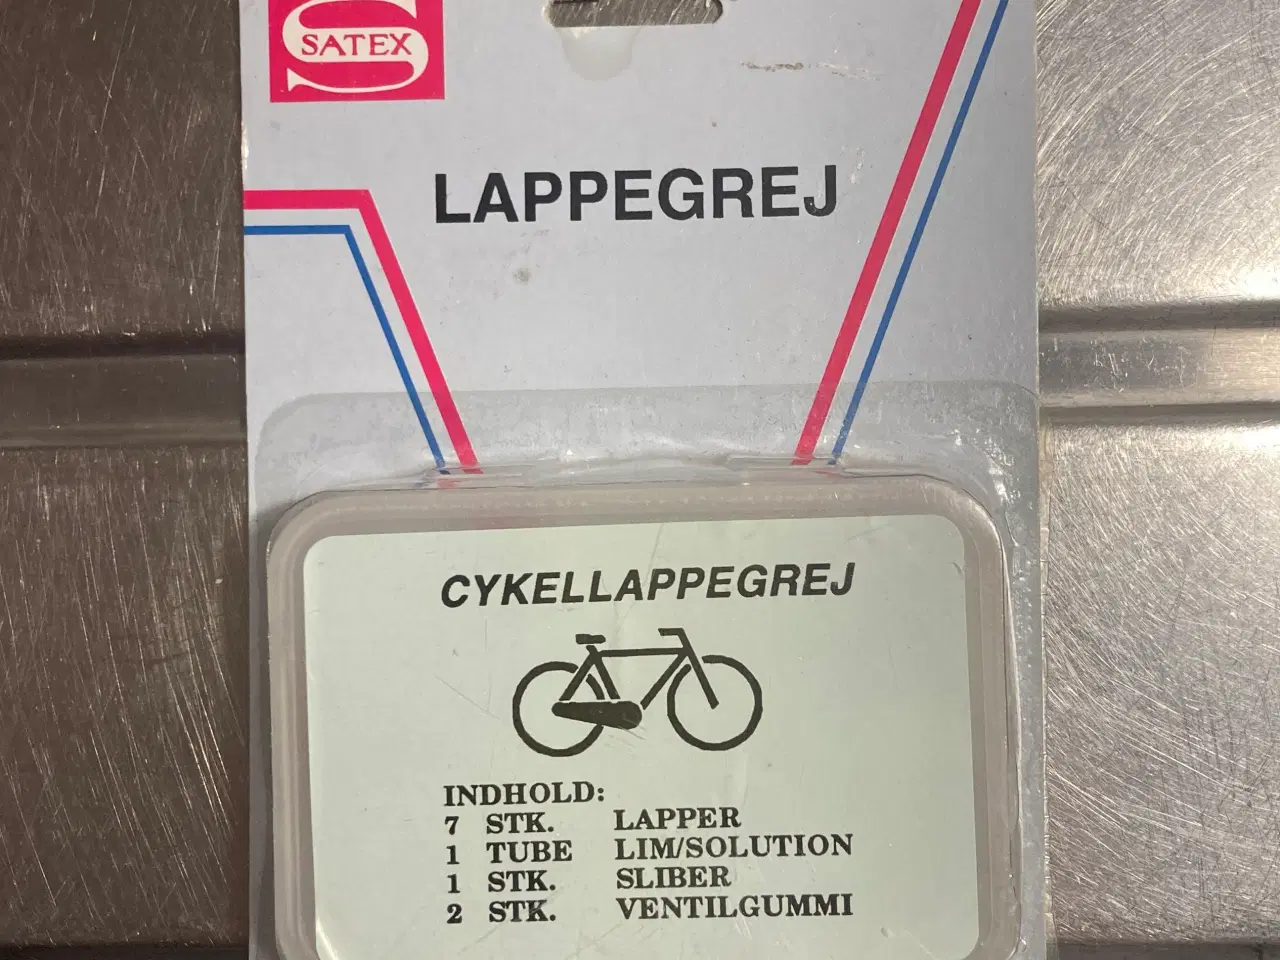 SATEX
LAPPEGREJ
CYKELLAPPEGREJ
INDHOLD:
7 STK. LAPPER
1 TUBE LIM/SOLUTION
1 STK. SLIBER
2 STK. VENTILGUMMI